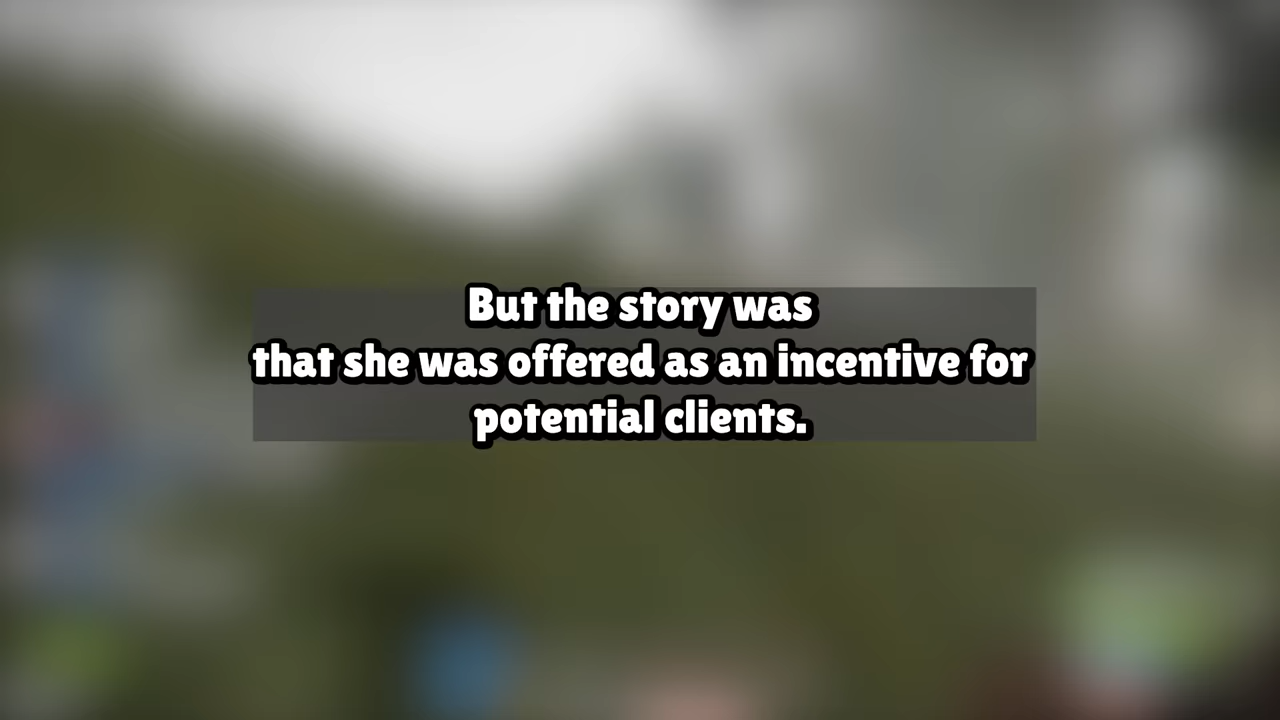 But the story was
that she was offered as an incentive for
potential clients.